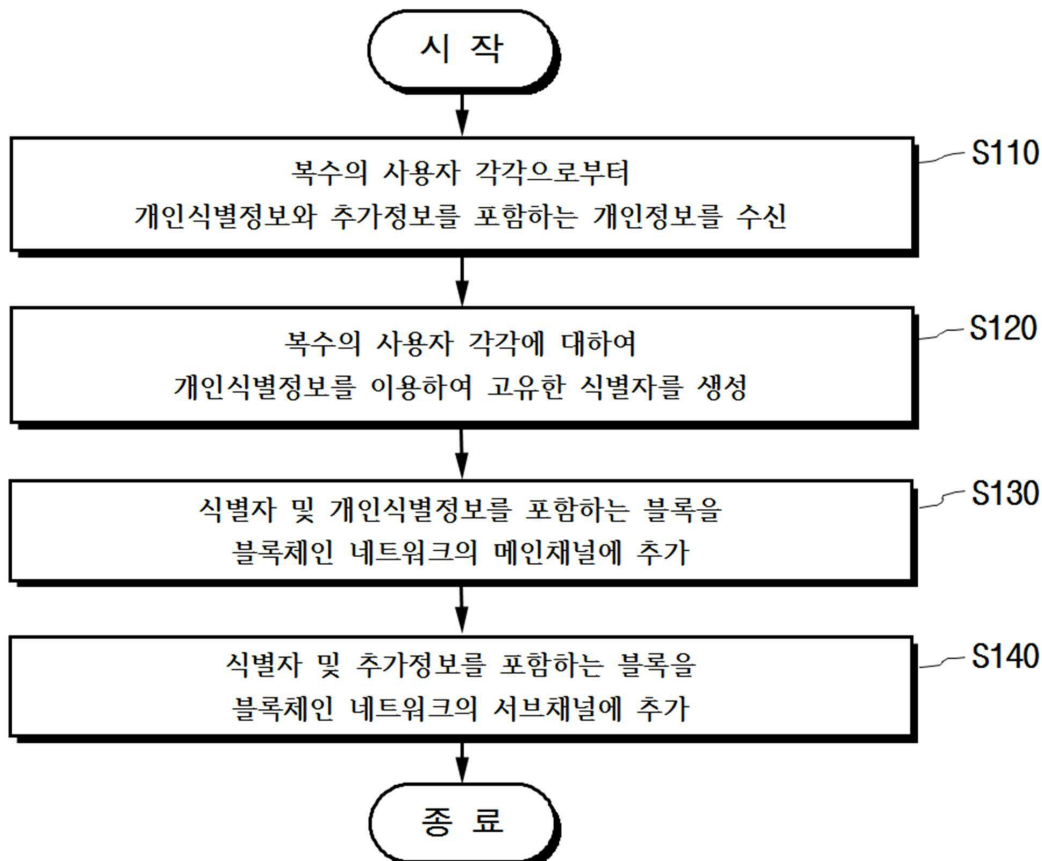 시 작
복수의 사용자 각각으로부터
개인식별정보와 추가정보를 포함하는 개인정보를 수신
S110
복수의 사용자 각각에 대하여
개인식별정보를 이용하여 고유한 식별자를 생성
S120
식별자 및 개인식별정보를 포함하는 블록을
블록체인 네트워크의 메인채널에 추가
S130
식별자 및 추가정보를 포함하는 블록을
블록체인 네트워크의 서브채널에 추가
S140
종 료